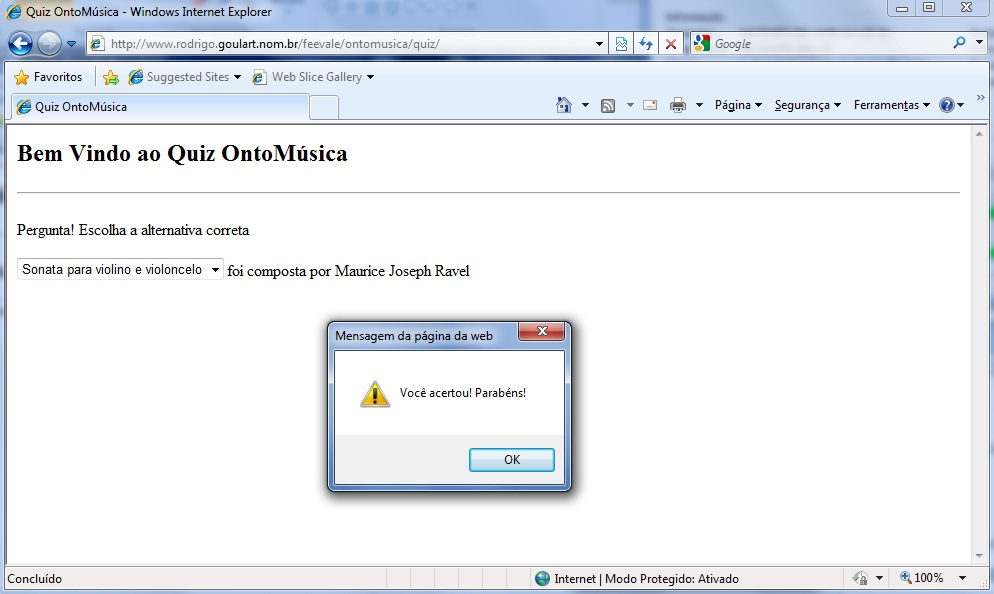 Quiz OntoMúsica - Windows Internet Explorer
http://www.rodrigo.goulart.nom.br/feevale/ontomusica/quiz/
Google
Favoritos
Suggested Sites
Web Slice Gallery
Quiz OntoMúsica
Página
Segurança
Ferramentas
»
Bem Vindo ao Quiz OntoMúsica
Pergunta! Escolha a alternativa correta
Sonata para violino e violoncelo foi composta por Maurice Joseph Ravel
Mensagem da página da web
Você acertou! Parabéns!
OK
Concluído
Internet | Modo Protegido: Ativado
100%